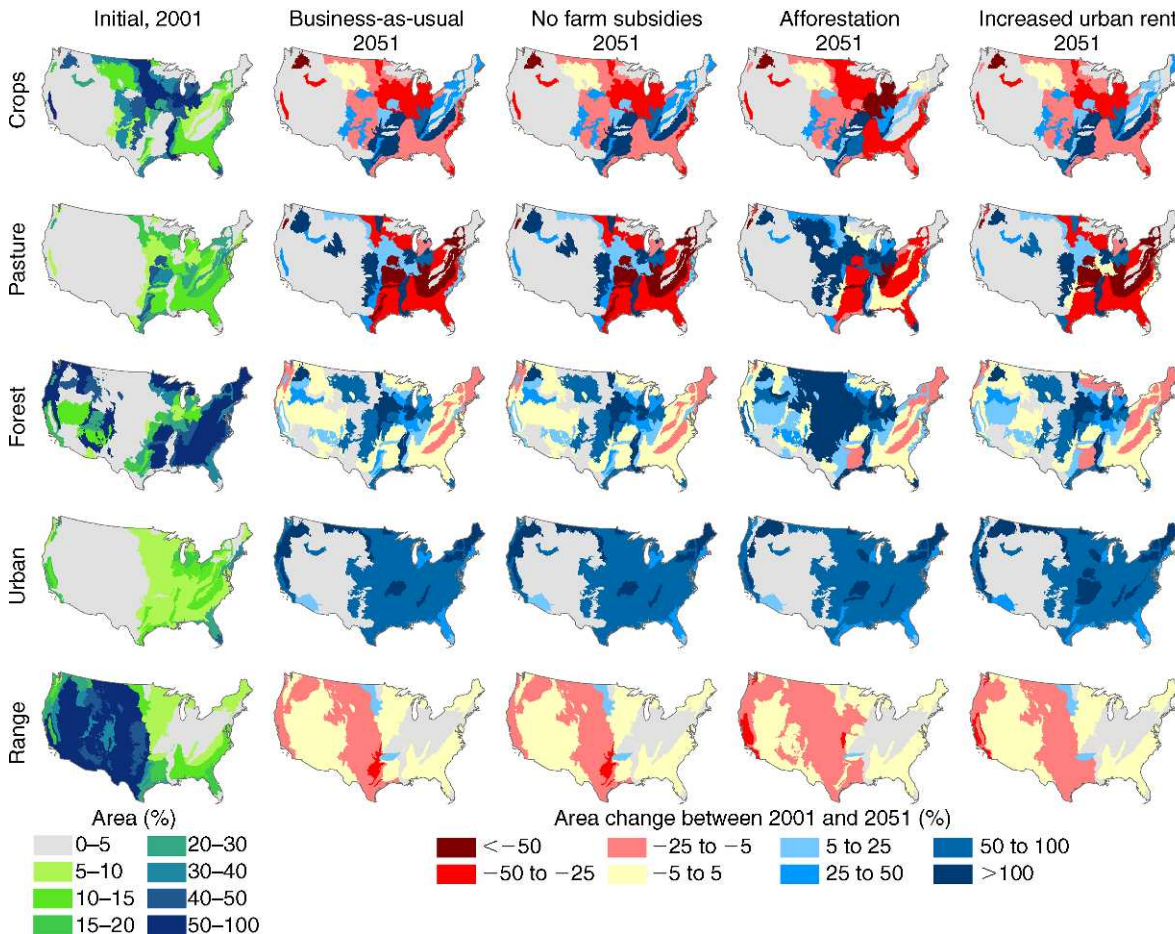 Initial, 2001
Business-as-usual
2051
No farm subsidies
2051
Afforestation
2051
Increased urban rent
2051
Crops
Pasture
Forest
Urban
Range
Area (%)
0–5
5–10
10–15
15–20
20–30
30–40
40–50
50–100
Area change between 2001 and 2051 (%)
<−50
−50 to −25
−25 to −5
−5 to 5
5 to 25
25 to 50
50 to 100
>100